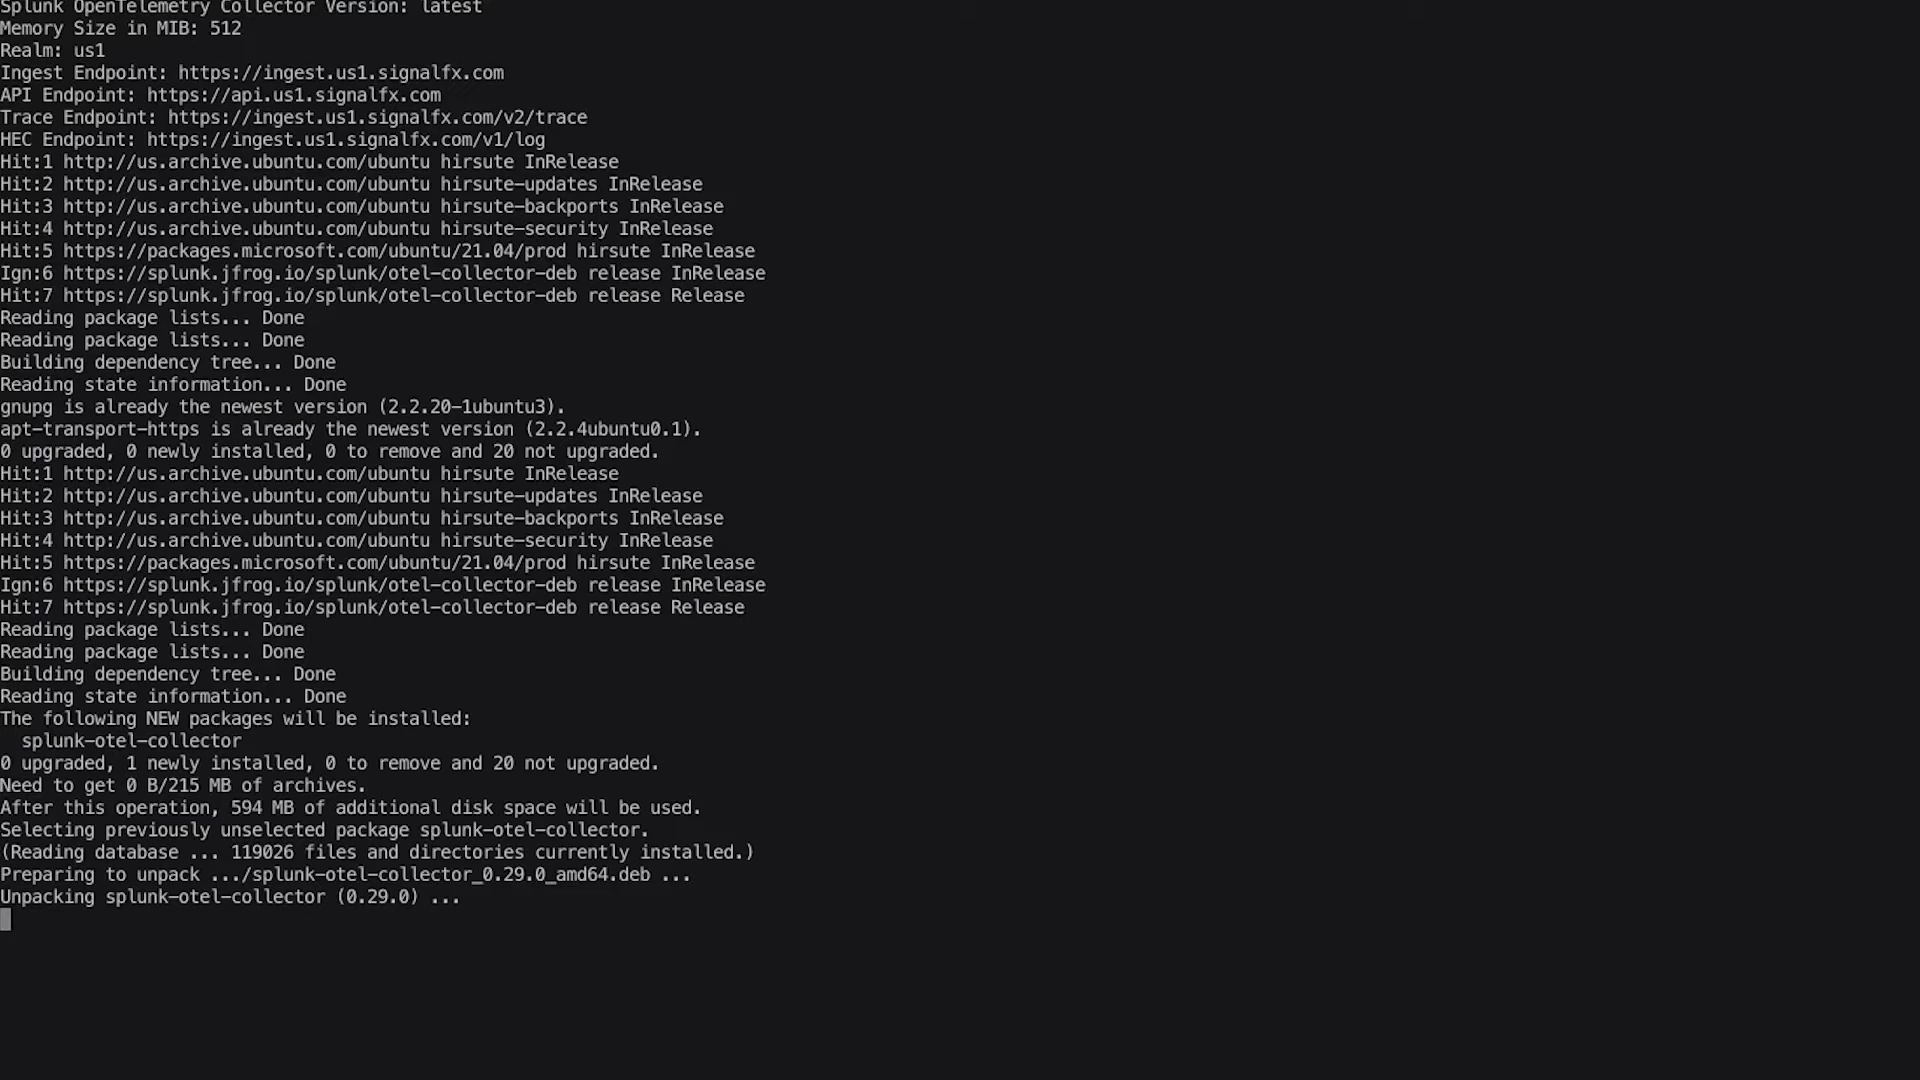 Splunk OpenTelemetry Collector Version: latest
Memory Size in MIB: 512
Realm: us1
Ingest Endpoint: https://ingest.us1.signalfx.com
API Endpoint: https://api.us1.signalfx.com
Trace Endpoint: https://ingest.us1.signalfx.com/v2/trace
HEC Endpoint: https://ingest.us1.signalfx.com/v1/log
Hit:1 http://us.archive.ubuntu.com/ubuntu hirsute InRelease
Hit:2 http://us.archive.ubuntu.com/ubuntu hirsute-updates InRelease
Hit:3 http://us.archive.ubuntu.com/ubuntu hirsute-backports InRelease
Hit:4 http://us.archive.ubuntu.com/ubuntu hirsute-security InRelease
Hit:5 https://packages.microsoft.com/ubuntu/21.04/prod hirsute InRelease
Ign:6 https://splunk.jfrog.io/splunk/otel-collector-deb release InRelease
Hit:7 https://splunk.jfrog.io/splunk/otel-collector-deb release Release
Reading package lists... Done
Reading package lists... Done
Building dependency tree... Done
Reading state information... Done
gnupg is already the newest version (2.2.20-1ubuntu3).
apt-transport-https is already the newest version (2.2.4ubuntu0.1).
0 upgraded, 0 newly installed, 0 to remove and 20 not upgraded.
Hit:1 http://us.archive.ubuntu.com/ubuntu hirsute InRelease
Hit:2 http://us.archive.ubuntu.com/ubuntu hirsute-updates InRelease
Hit:3 http://us.archive.ubuntu.com/ubuntu hirsute-backports InRelease
Hit:4 http://us.archive.ubuntu.com/ubuntu hirsute-security InRelease
Hit:5 https://packages.microsoft.com/ubuntu/21.04/prod hirsute InRelease
Ign:6 https://splunk.jfrog.io/splunk/otel-collector-deb release InRelease
Hit:7 https://splunk.jfrog.io/splunk/otel-collector-deb release Release
Reading package lists... Done
Reading package lists... Done
Building dependency tree... Done
Reading state information... Done
The following NEW packages will be installed:
  splunk-otel-collector
0 upgraded, 1 newly installed, 0 to remove and 20 not upgraded.
Need to get 0 B/215 MB of archives.
After this operation, 594 MB of additional disk space will be used.
Selecting previously unselected package splunk-otel-collector.
(Reading database ... 119026 files and directories currently installed.)
Preparing to unpack .../splunk-otel-collector_0.29.0_amd64.deb ...
Unpacking splunk-otel-collector (0.29.0) ...